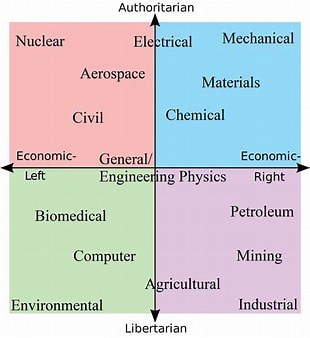 Authoritarian
Nuclear
Electrical
Mechanical
Aerospace
Materials
Civil
Chemical
Economic-
Left
General/
Engineering Physics
Economic-
Right
Biomedical
Petroleum
Computer
Mining
Agricultural
Environmental
Industrial
Libertarian